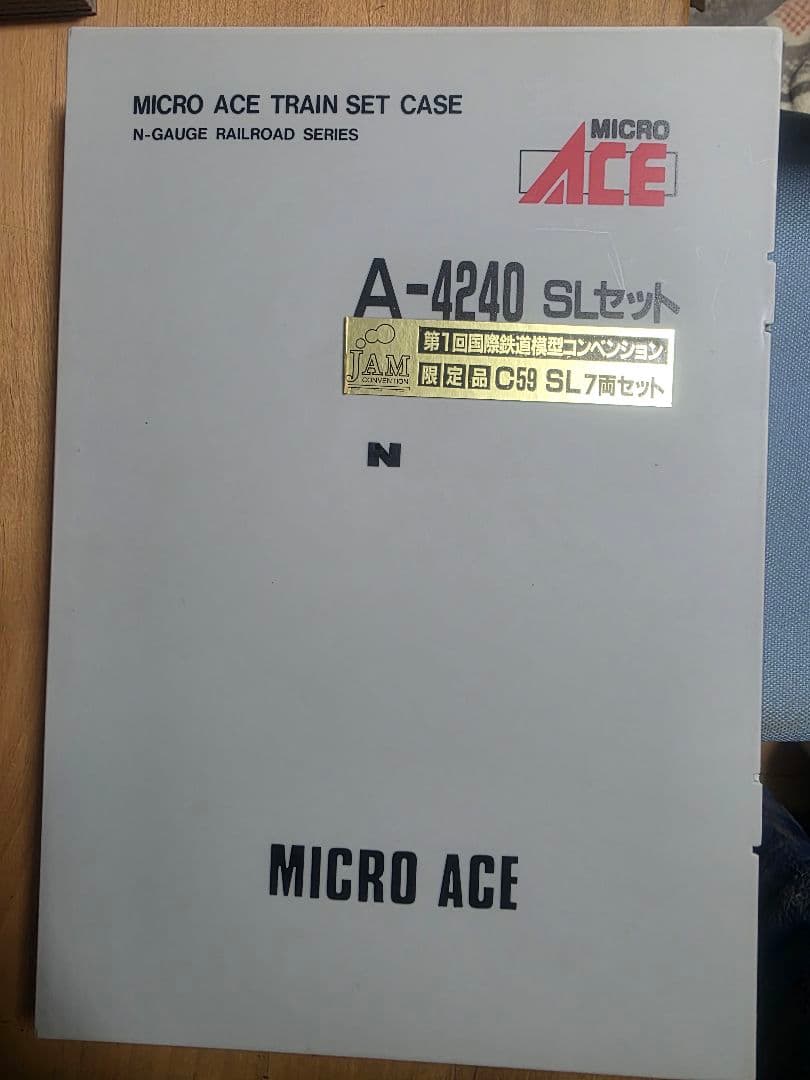 MICRO ACE TRAIN SET CASE
N-GAUGE RAILROAD SERIES
MICRO
ACE
A-4240 SLセット
JAM
CONVENTION
第1回国際鉄道模型コンベンション
限定品 C59 SL7両セット
N
MICRO ACE